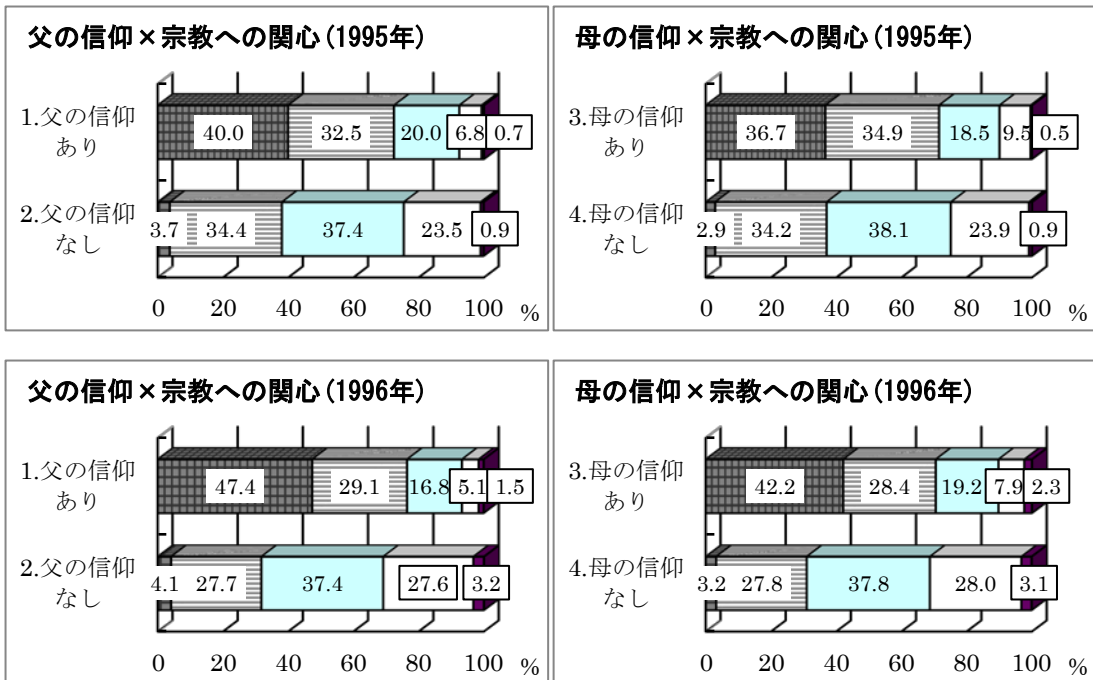 父の信仰×宗教への関心(1995年)
1.父の信仰
あり
40.0 32.5 20.0 6.8 0.7
2.父の信仰
なし
3.7 34.4 37.4 23.5 0.9
0 20 40 60 80 100 %
母の信仰×宗教への関心(1995年)
3.母の信仰
あり
36.7 34.9 18.5 9.5 0.5
4.母の信仰
なし
2.9 34.2 38.1 23.9 0.9
0 20 40 60 80 100 %
父の信仰×宗教への関心(1996年)
1.父の信仰
あり
47.4 29.1 16.8 5.1 1.5
2.父の信仰
なし
4.1 27.7 37.4 27.6 3.2
0 20 40 60 80 100 %
母の信仰×宗教への関心(1996年)
3.母の信仰
あり
42.2 28.4 19.2 7.9 2.3
4.母の信仰
なし
3.2 27.8 37.8 28.0 3.1
0 20 40 60 80 100 %